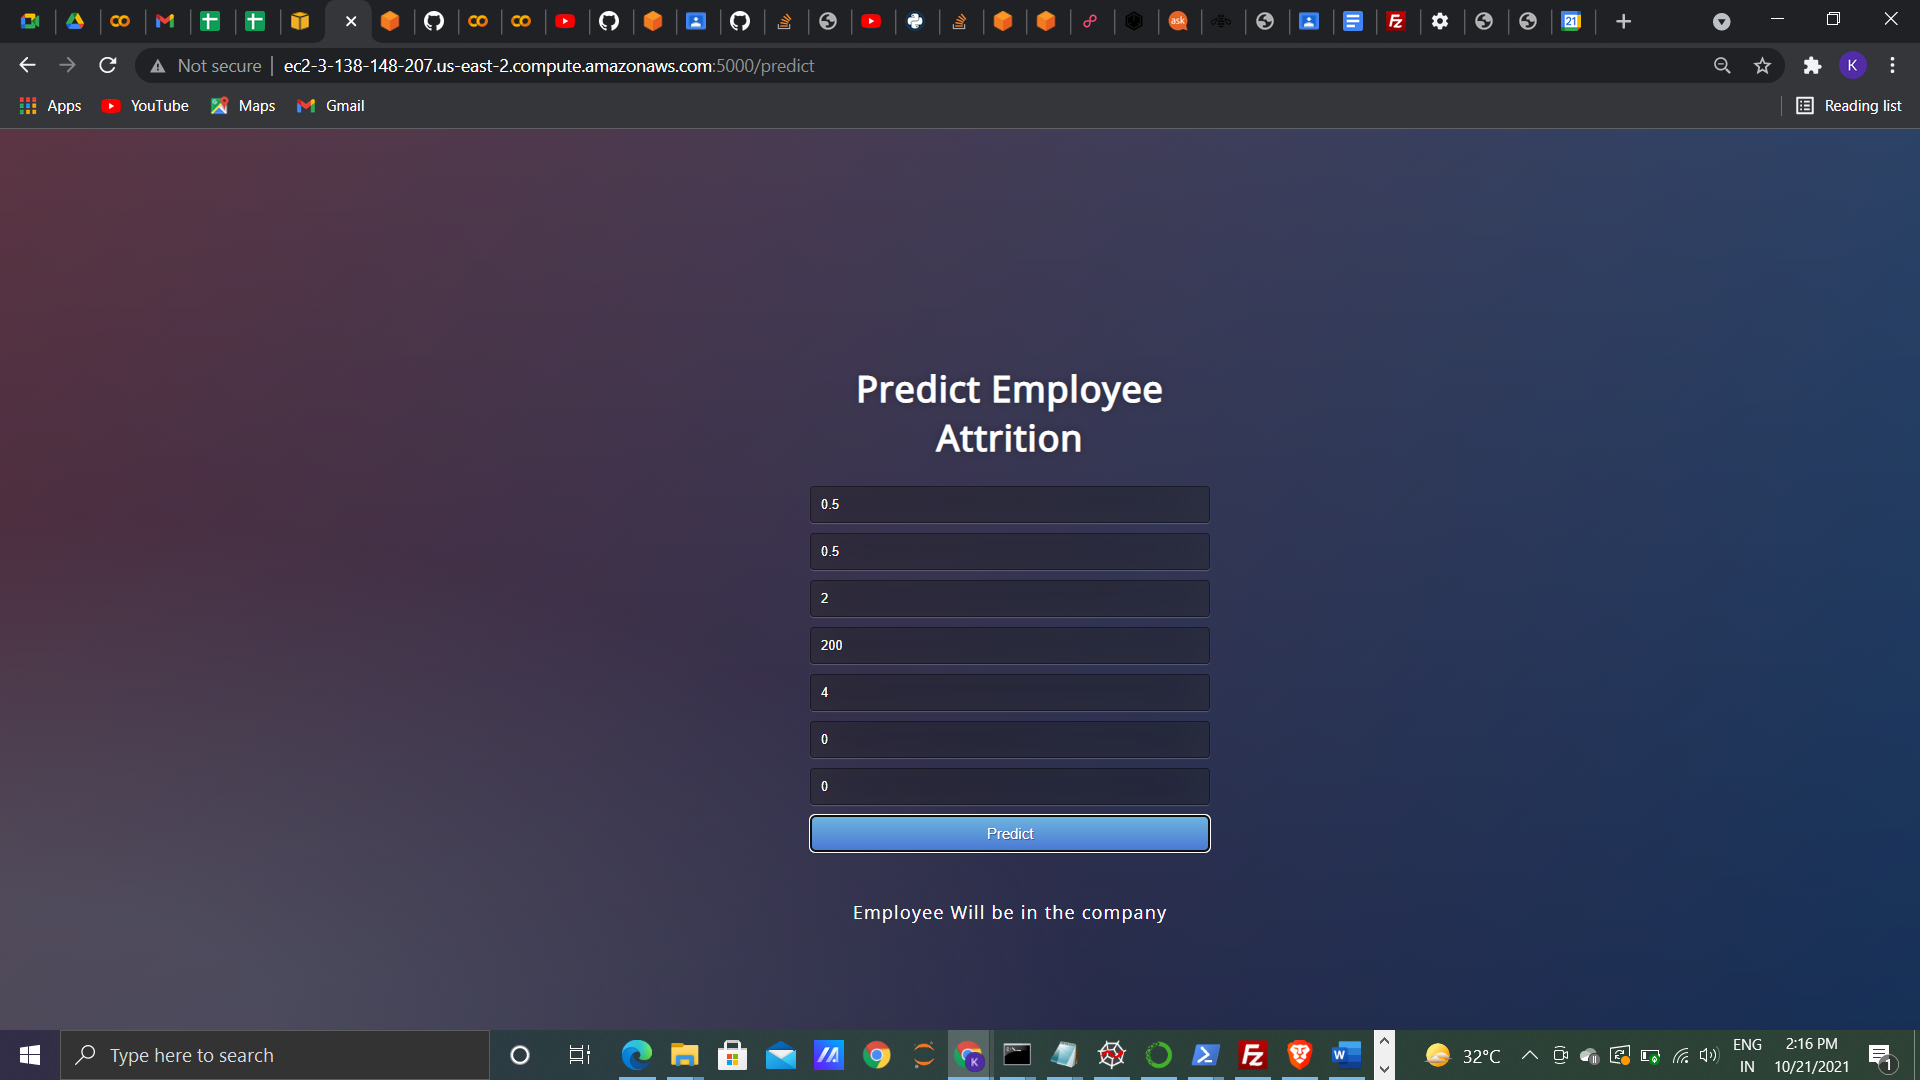 Not secure
ec2-3-138-148-207.us-east-2.compute.amazonaws.com:5000/predict
K
Apps
YouTube
Maps
Gmail
Reading list
Predict Employee
Attrition
0.5
0.5
2
200
4
0
0
Predict
Employee Will be in the company
Type here to search
32°C
ENG
IN
2:16 PM
10/21/2021
1